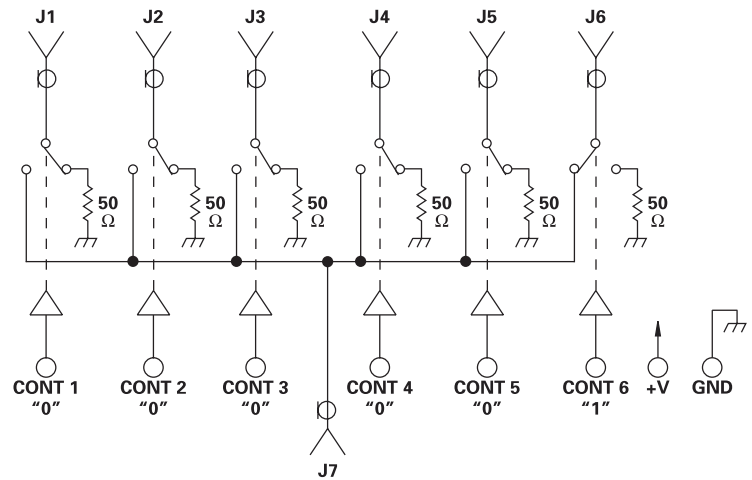 J1 J2 J3 J4 J5 J6
50 Ω 50 Ω 50 Ω 50 Ω 50 Ω 50 Ω
CONT 1 CONT 2 CONT 3 CONT 4 CONT 5 CONT 6 +V GND
“0” “0” “0” “0” “0” “1”
J7